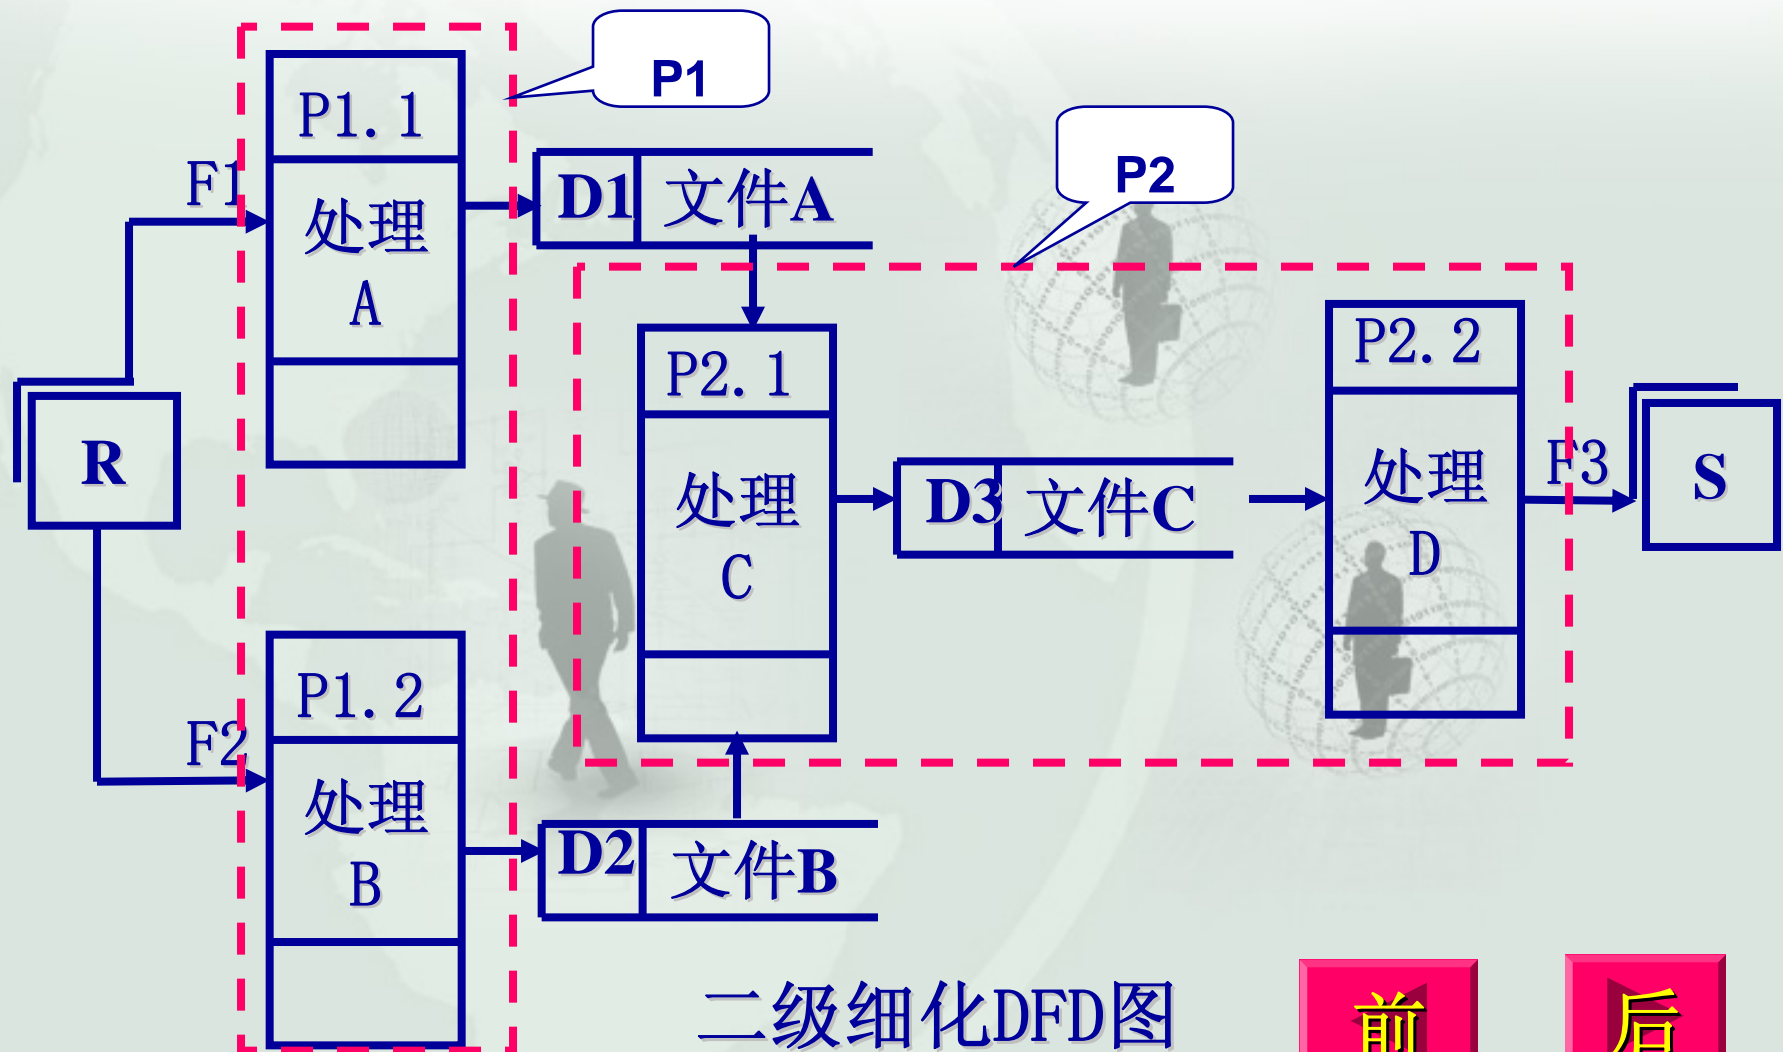 P1
P1.1
F1
处理
A
D1 文件A
P2
R
P2.1
处理
C
D3 文件C
P2.2
处理
D
F3
S
P1.2
F2
处理
B
D2 文件B
二级细化DFD图
前
后